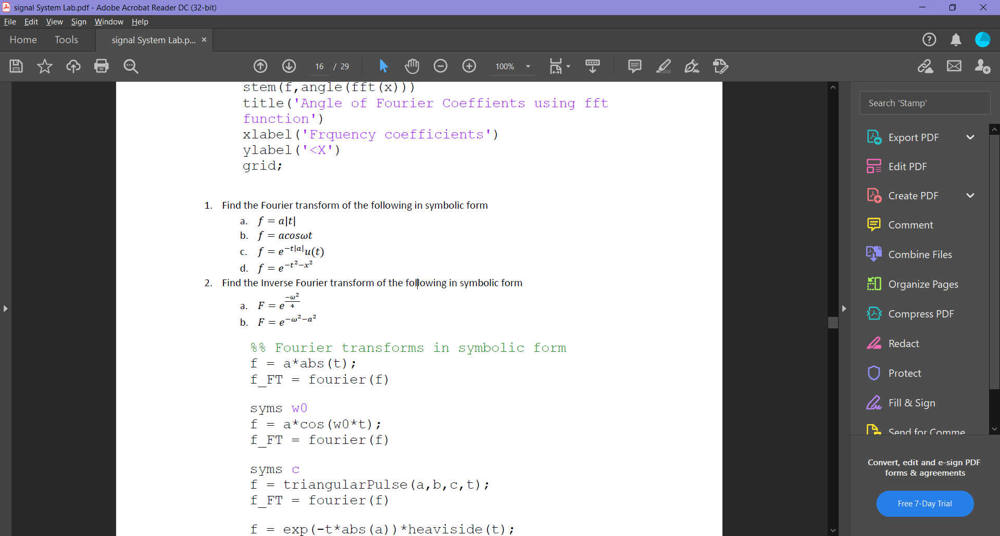 signal System Lab.pdf - Adobe Acrobat Reader DC (32-bit)
File Edit View Sign Window Help
Home Tools signal System Lab.p... ×
16 / 29 100%
stem(f,angle(fft(x)))
title('Angle of Fourier Coeffients using fft
function')
xlabel('Frquency coefficients')
ylabel('<X')
grid;
1. Find the Fourier transform of the following in symbolic form
a. f = a|t|
b. f = acosωt
c. f = e^{-t|a|}u(t)
d. f = e^{-t^2-x^2}
2. Find the Inverse Fourier transform of the following in symbolic form
a. F = e^{\frac{-ω^2}{4}}
b. F = e^{-ω^2-a^2}
%% Fourier transforms in symbolic form
f = a*abs(t);
f_FT = fourier(f)
syms w0
f = a*cos(w0*t);
f_FT = fourier(f)
syms c
f = triangularPulse(a,b,c,t);
f_FT = fourier(f)
f = exp(-t*abs(a))*heaviside(t);
Search 'Stamp'
Export PDF
Edit PDF
Create PDF
Comment
Combine Files
Organize Pages
Compress PDF
Redact
Protect
Fill & Sign
Send for Comme
Convert, edit and e-sign PDF
forms & agreements
Free 7-Day Trial